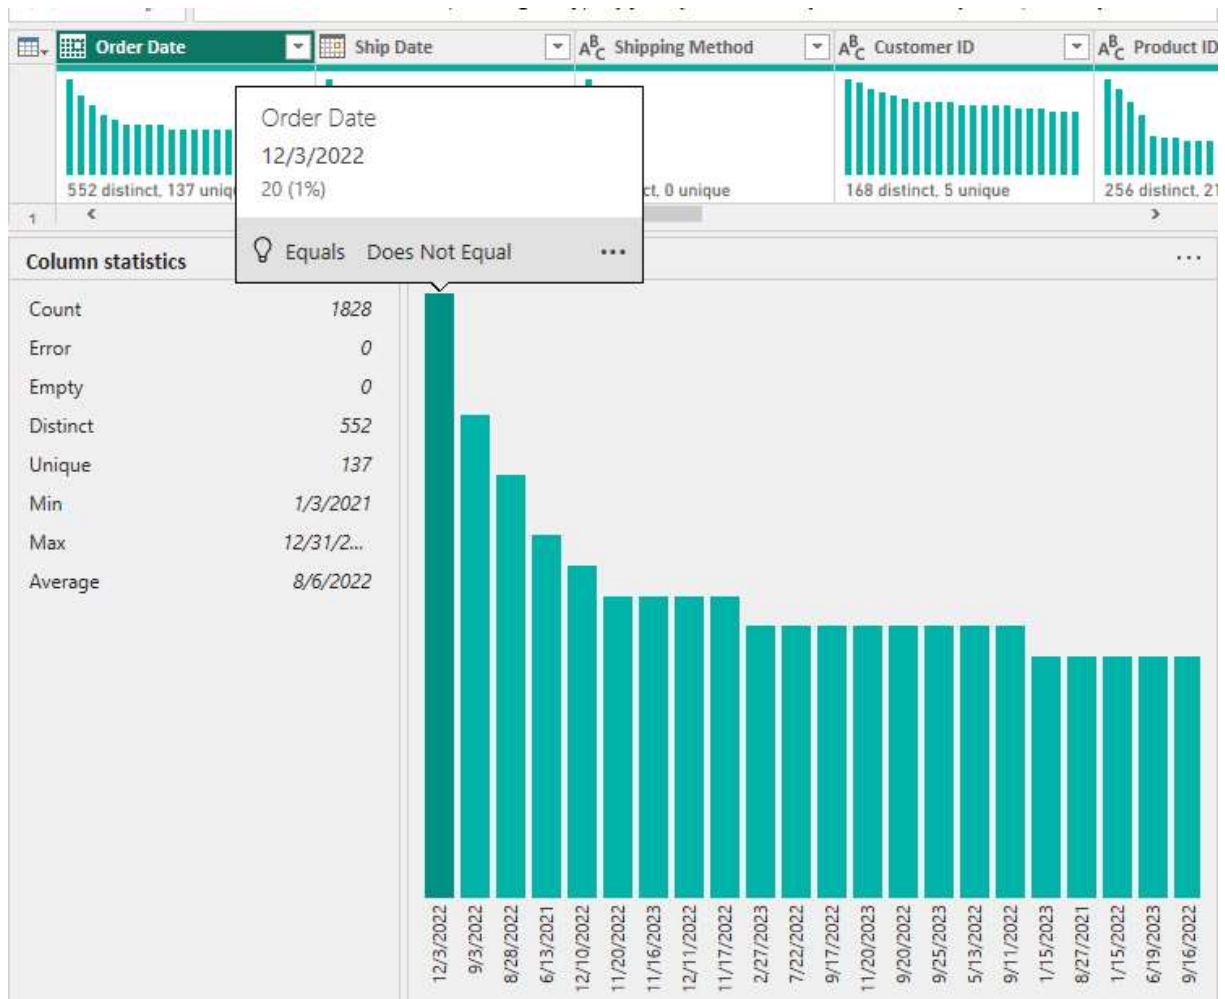 Order Date
Ship Date
ABC Shipping Method
ABC Customer ID
ABC Product ID
552 distinct, 137 uniq
ct, 0 unique
168 distinct, 5 unique
256 distinct, 21
1
Order Date
12/3/2022
20 (1%)
Equals Does Not Equal ...
Column statistics
...
Count 1828
Error 0
Empty 0
Distinct 552
Unique 137
Min 1/3/2021
Max 12/31/2...
Average 8/6/2022
12/3/2022
9/3/2022
8/28/2022
6/13/2021
12/10/2022
11/20/2022
11/16/2023
12/11/2022
11/17/2022
2/27/2023
7/22/2022
9/17/2022
11/20/2023
9/20/2022
9/25/2023
5/13/2022
9/11/2022
1/15/2023
8/27/2021
1/15/2022
6/19/2023
9/16/2022